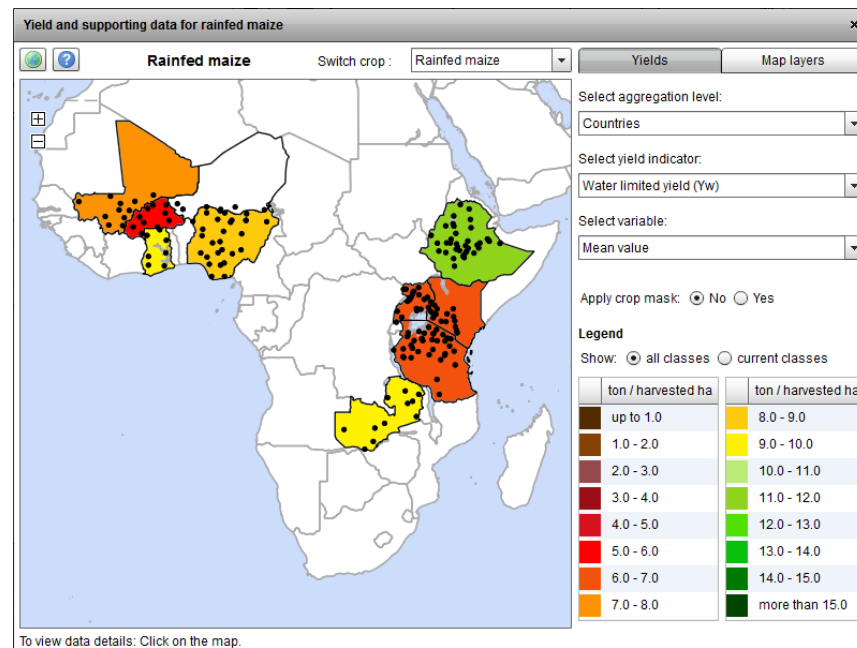 Yield and supporting data for rainfed maize
Rainfed maize
Switch crop :
Rainfed maize
Yields
Map layers
Select aggregation level:
Countries
Select yield indicator:
Water limited yield (Yw)
Select variable:
Mean value
Apply crop mask: No Yes
Legend
Show: all classes current classes
ton / harvested ha
up to 1.0
1.0 - 2.0
2.0 - 3.0
3.0 - 4.0
4.0 - 5.0
5.0 - 6.0
6.0 - 7.0
7.0 - 8.0
ton / harvested ha
8.0 - 9.0
9.0 - 10.0
10.0 - 11.0
11.0 - 12.0
12.0 - 13.0
13.0 - 14.0
14.0 - 15.0
more than 15.0
To view data details: Click on the map.